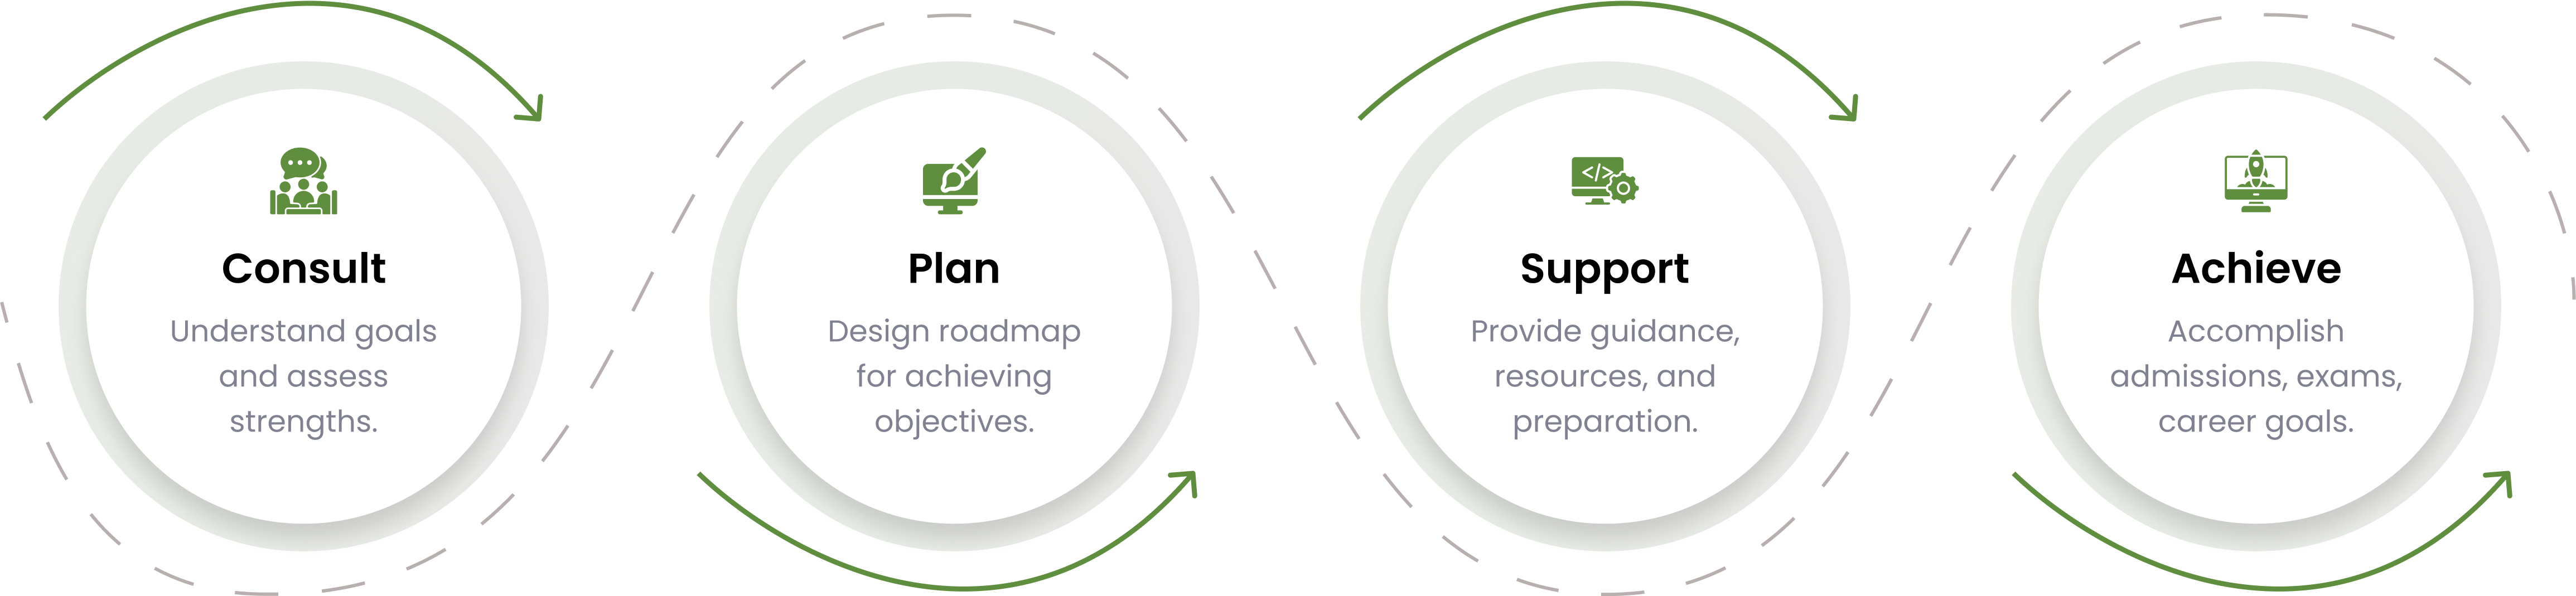 Consult
Understand goals
and assess
strengths.
Plan
Design roadmap
for achieving
objectives.
Support
Provide guidance,
resources, and
preparation.
Achieve
Accomplish
admissions, exams,
career goals.